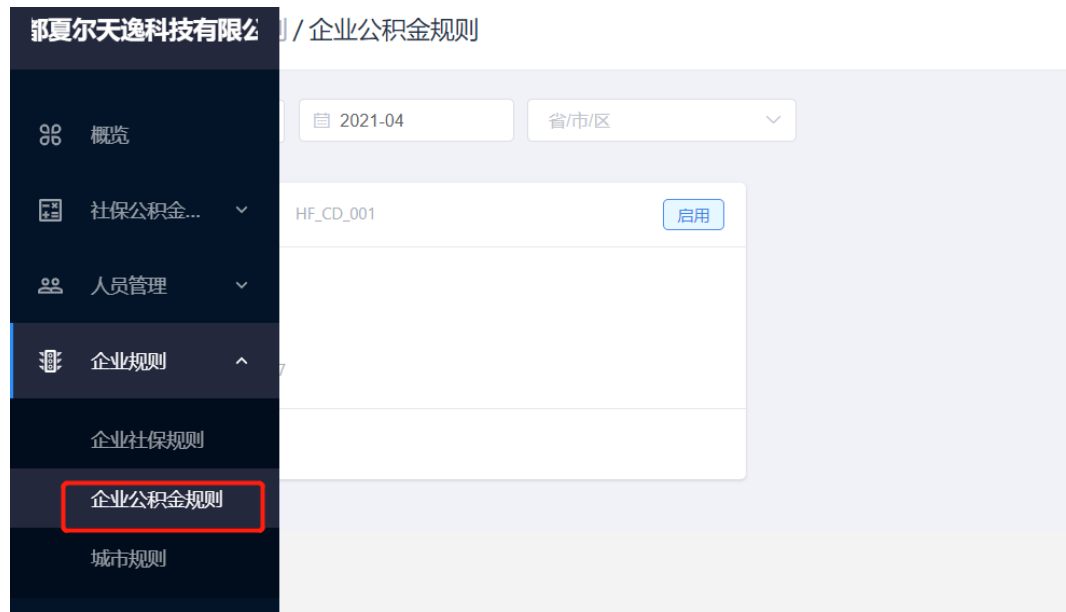 都夏尔天逸科技有限公
/ 企业公积金规则
2021-04
省/市/区
概览
社保公积金...
HF_CD_001
启用
人员管理
企业规则
7
企业社保规则
企业公积金规则
城市规则